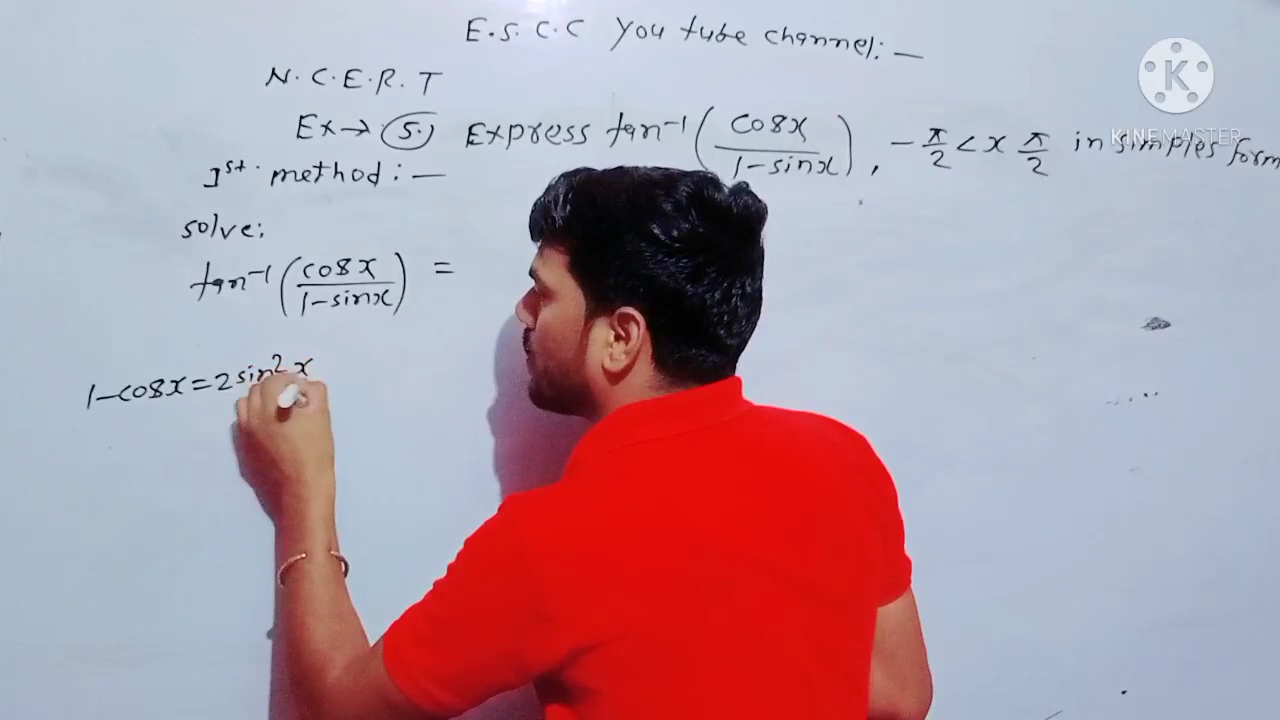 E.S.C.C You tube channel:-
N.C.E.R.T
Ex→ (5.) Express tan⁻¹(cosx/1-sinx), -π/2 < x π/2 in simples form
Ist. method:-
solve:
tan⁻¹(cosx/1-sinx) =
1-cosx=2sin²x
K
KINEMASTER